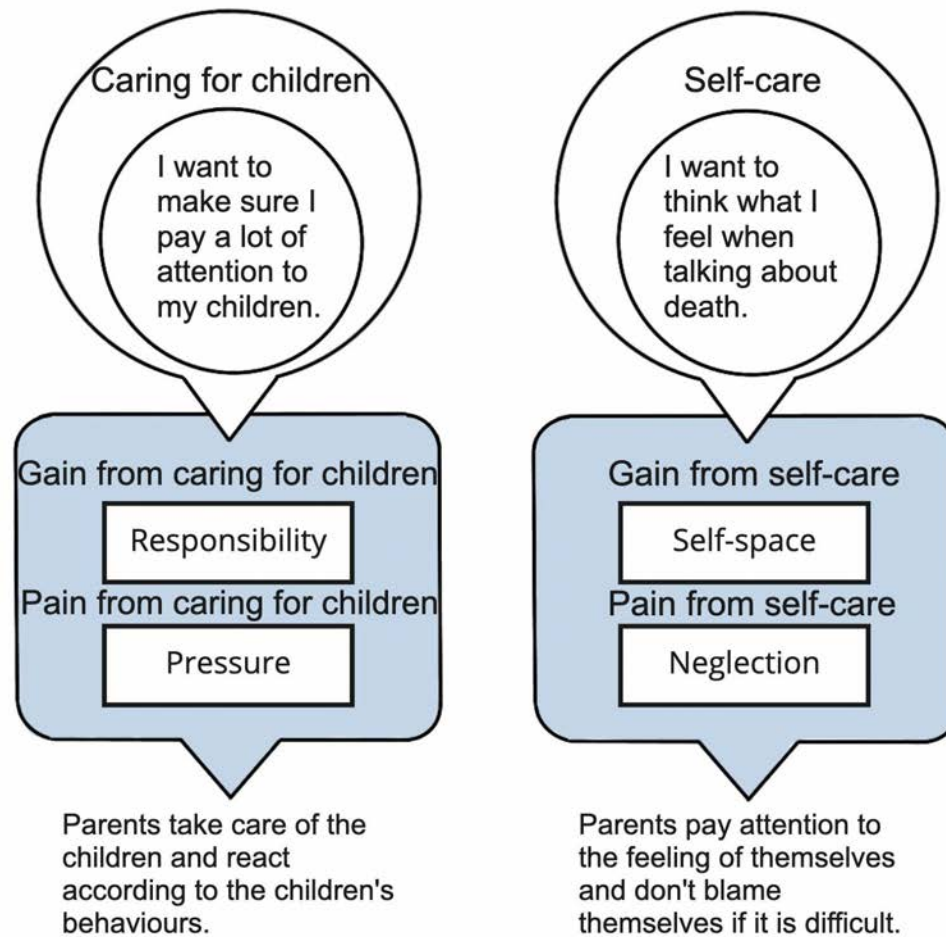 Caring for children
I want to
make sure I
pay a lot of
attention to
my children.
Gain from caring for children
Responsibility
Pain from caring for children
Pressure
Parents take care of the
children and react
according to the children's
behaviours.
Self-care
I want to
think what I
feel when
talking about
death.
Gain from self-care
Self-space
Pain from self-care
Neglection
Parents pay attention to
the feeling of themselves
and don't blame
themselves if it is difficult.